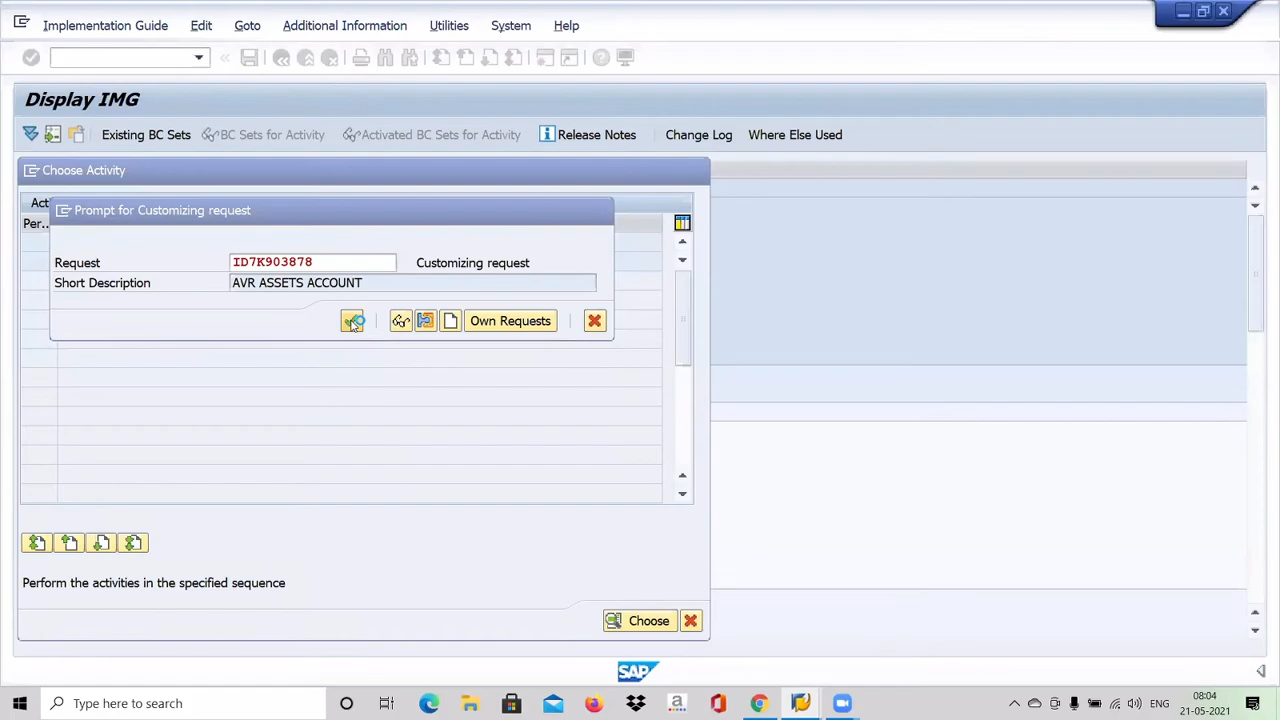 Implementation Guide Edit Goto Additional Information Utilities System Help
Display IMG
Existing BC Sets BC Sets for Activity Activated BC Sets for Activity Release Notes Change Log Where Else Used
Choose Activity
Act
Prompt for Customizing request
Per..
Request ID7K903878 Customizing request
Short Description AVR ASSETS ACCOUNT
Own Requests
Perform the activities in the specified sequence
Choose
SAP
Type here to search
a
ENG
08:04
21-05-2021